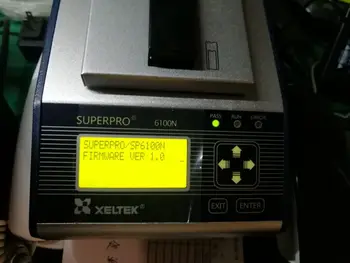 SUPERPRO® 6100N
PASS RUN ERROR
SUPERPRO/SP6100N
FIRMWARE VER 1.0
XELTEK®
EXIT ENTER